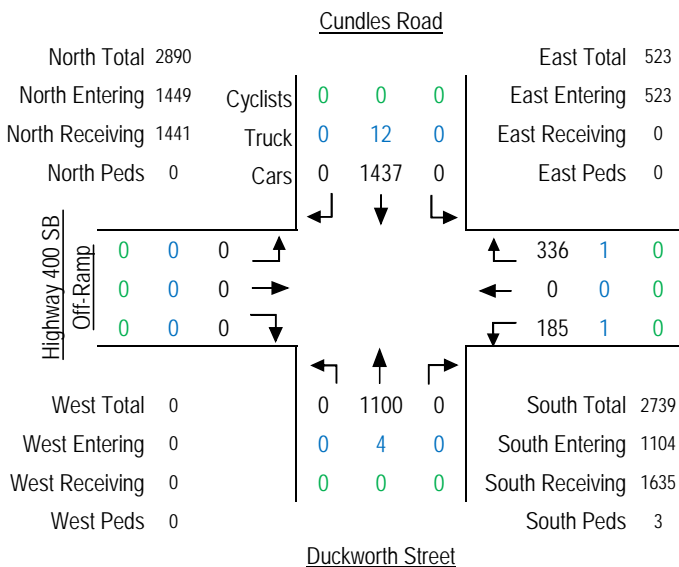 Cundles Road
North Total 2890
East Total 523
North Entering 1449 Cyclists 0 0 0 East Entering 523
North Receiving 1441 Truck 0 12 0 East Receiving 0
North Peds 0 Cars 0 1437 0 East Peds 0
Highway 400 SB
Off-Ramp
0 0 0
336 1 0
0 0 0
0 0 0
0 0 0
185 1 0
West Total 0 0 1100 0 South Total 2739
West Entering 0 0 4 0 South Entering 1104
West Receiving 0 0 0 0 South Receiving 1635
West Peds 0
South Peds 3
Duckworth Street